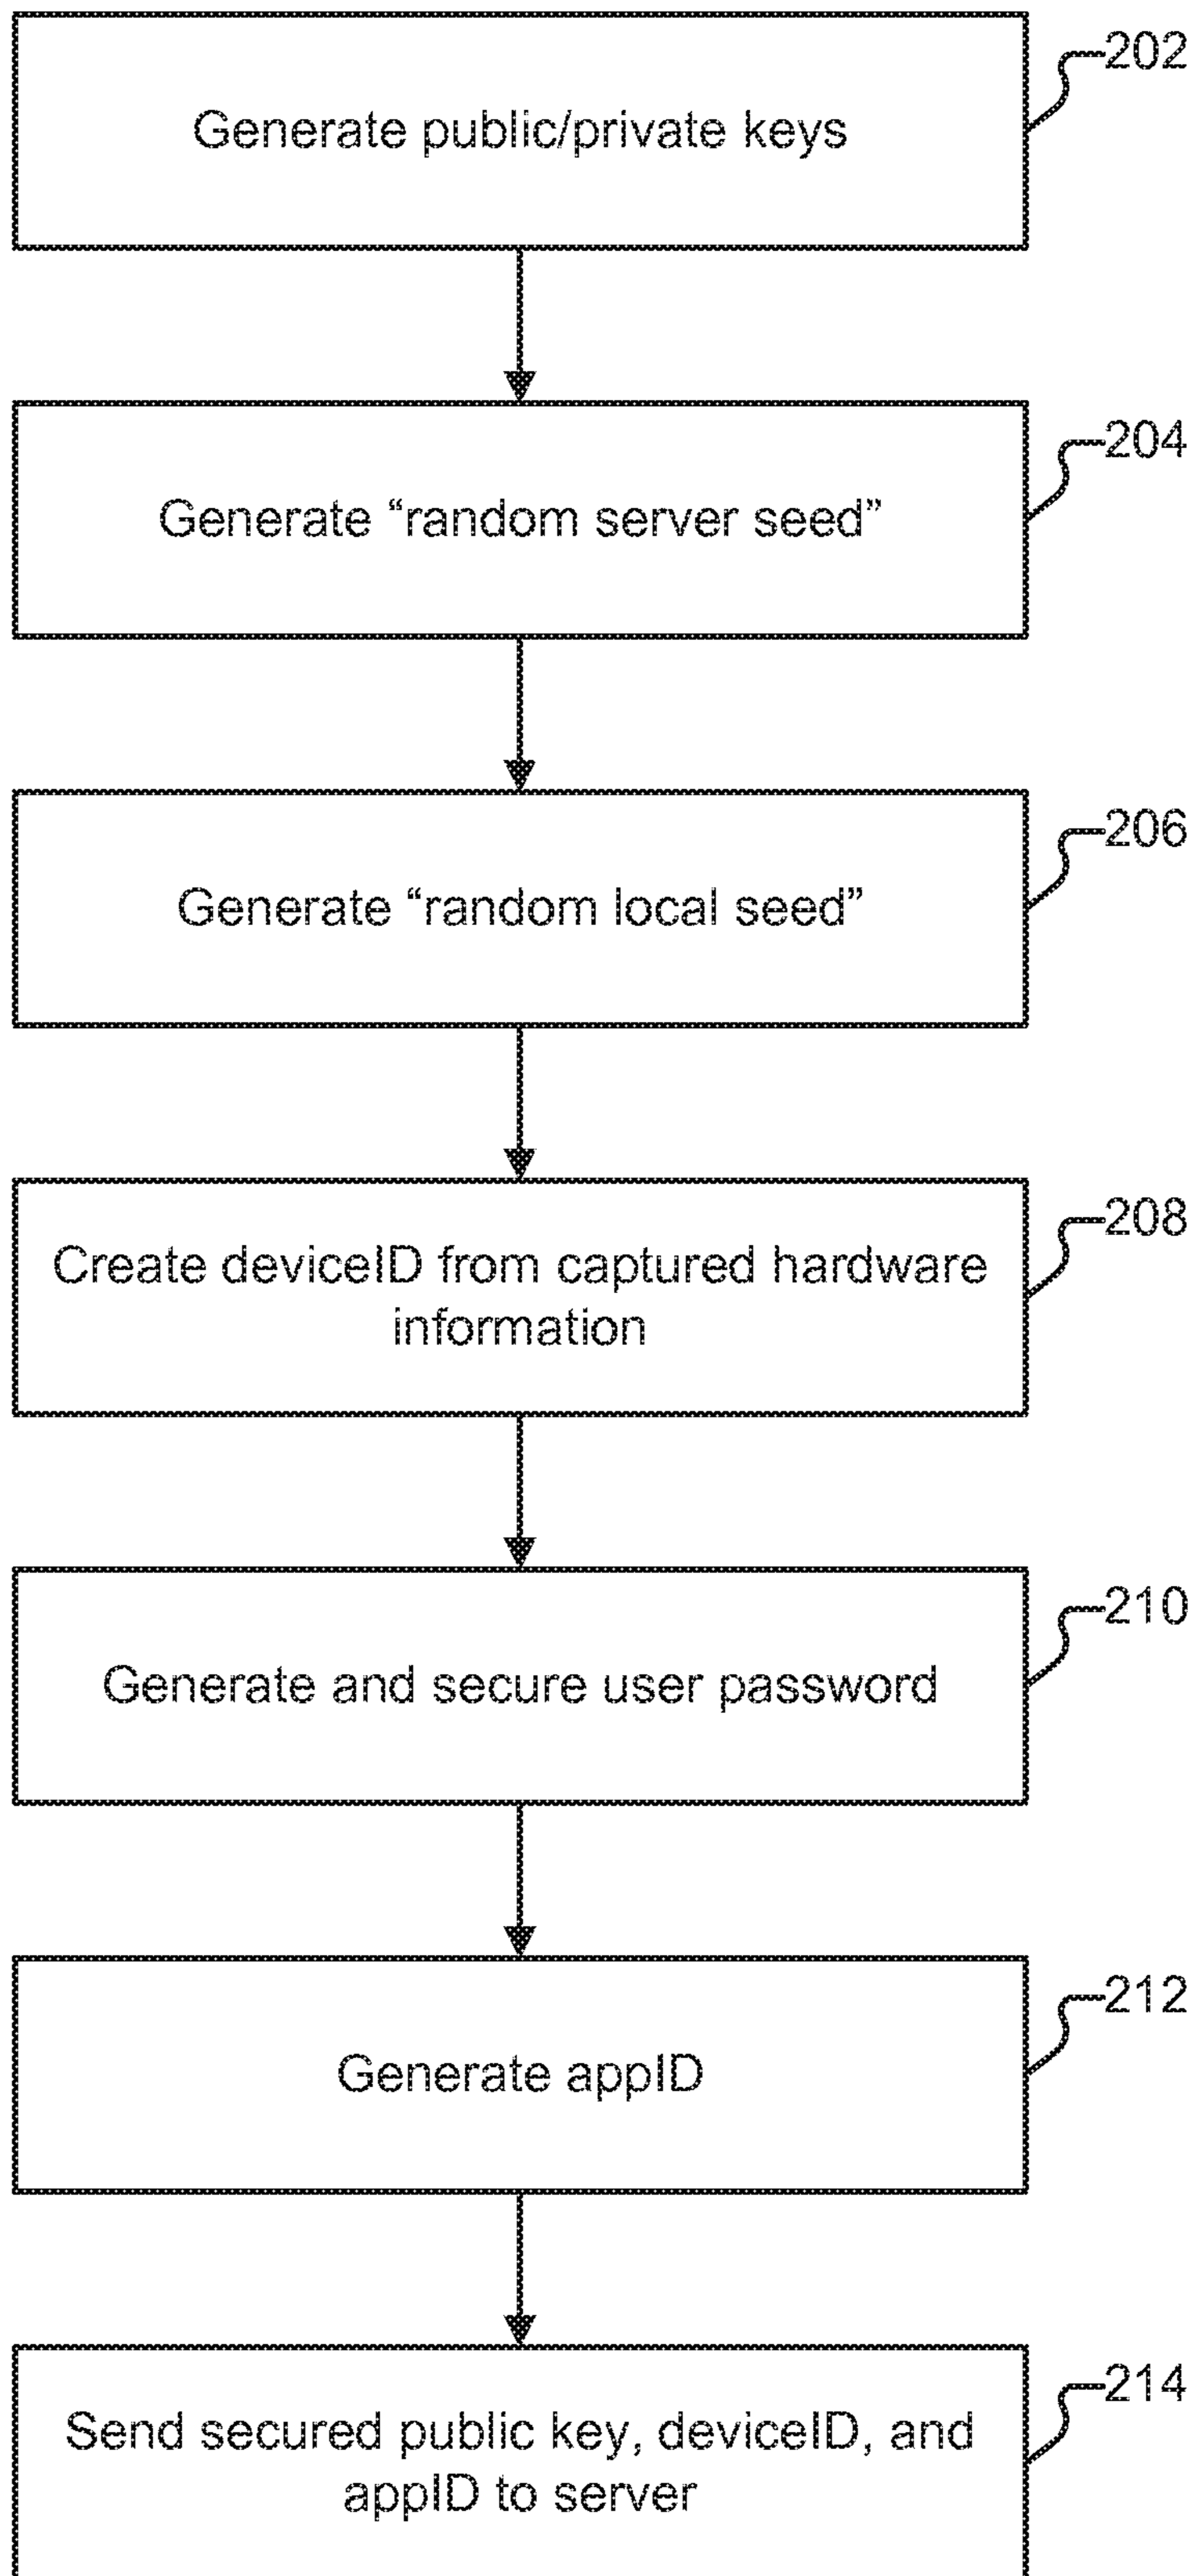 Generate public/private keys
202
Generate “random server seed”
204
Generate “random local seed”
206
Create deviceID from captured hardware
information
208
Generate and secure user password
210
Generate appID
212
Send secured public key, deviceID, and
appID to server
214